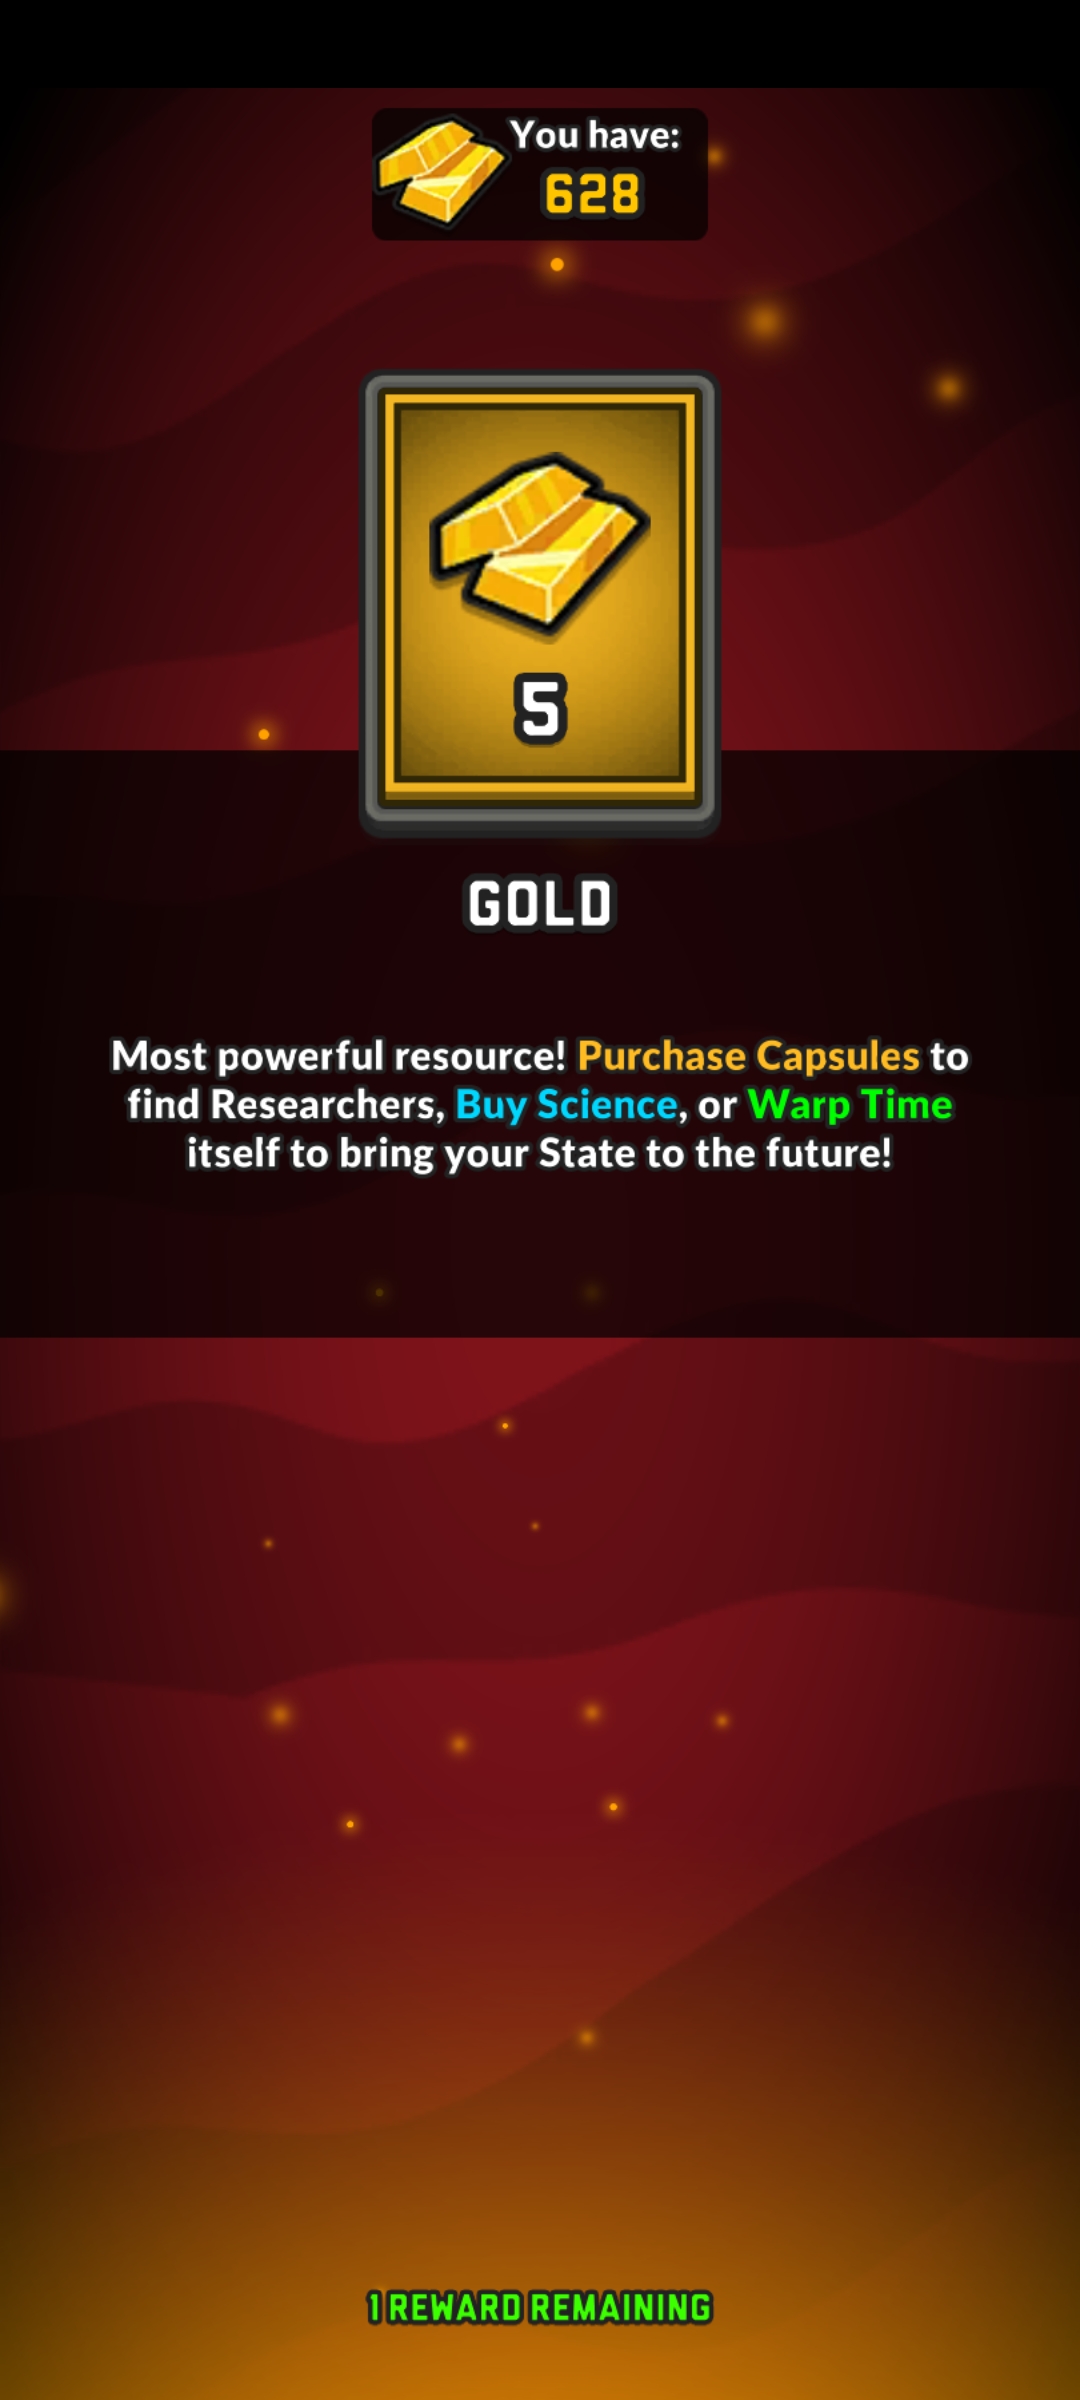 You have:
628
5
GOLD
Most powerful resource! Purchase Capsules to
find Researchers, Buy Science, or Warp Time
itself to bring your State to the future!
1 REWARD REMAINING